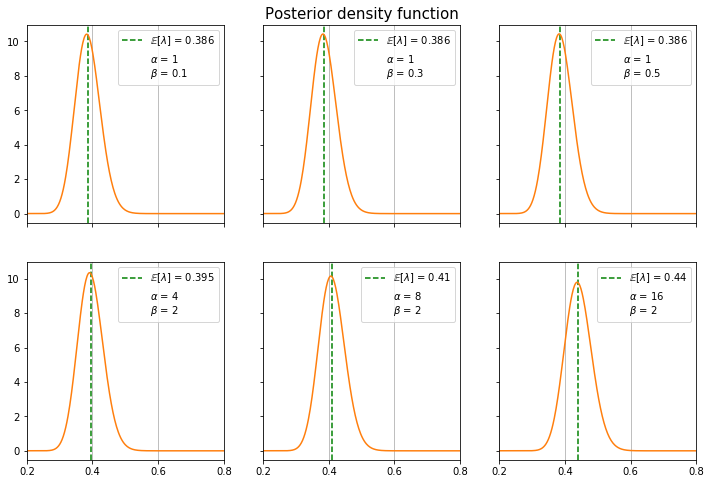 Posterior density function
𝔼[λ] = 0.386
α = 1
β = 0.1
𝔼[λ] = 0.386
α = 1
β = 0.3
𝔼[λ] = 0.386
α = 1
β = 0.5
10
8
6
4
2
0
𝔼[λ] = 0.395
α = 4
β = 2
𝔼[λ] = 0.41
α = 8
β = 2
𝔼[λ] = 0.44
α = 16
β = 2
10
8
6
4
2
0
0.2 0.4 0.6 0.8
0.2 0.4 0.6 0.8
0.2 0.4 0.6 0.8